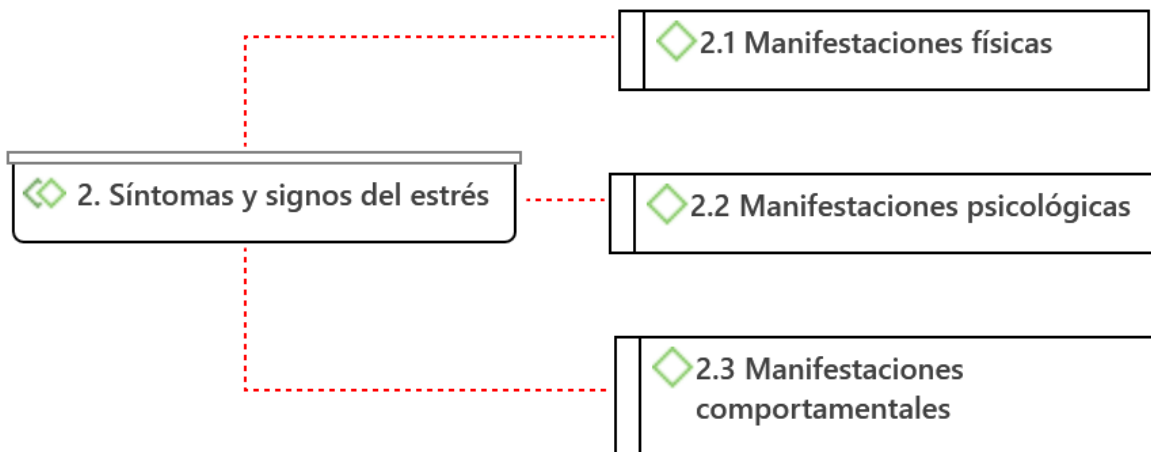 2.1 Manifestaciones físicas
2. Síntomas y signos del estrés
2.2 Manifestaciones psicológicas
2.3 Manifestaciones
comportamentales